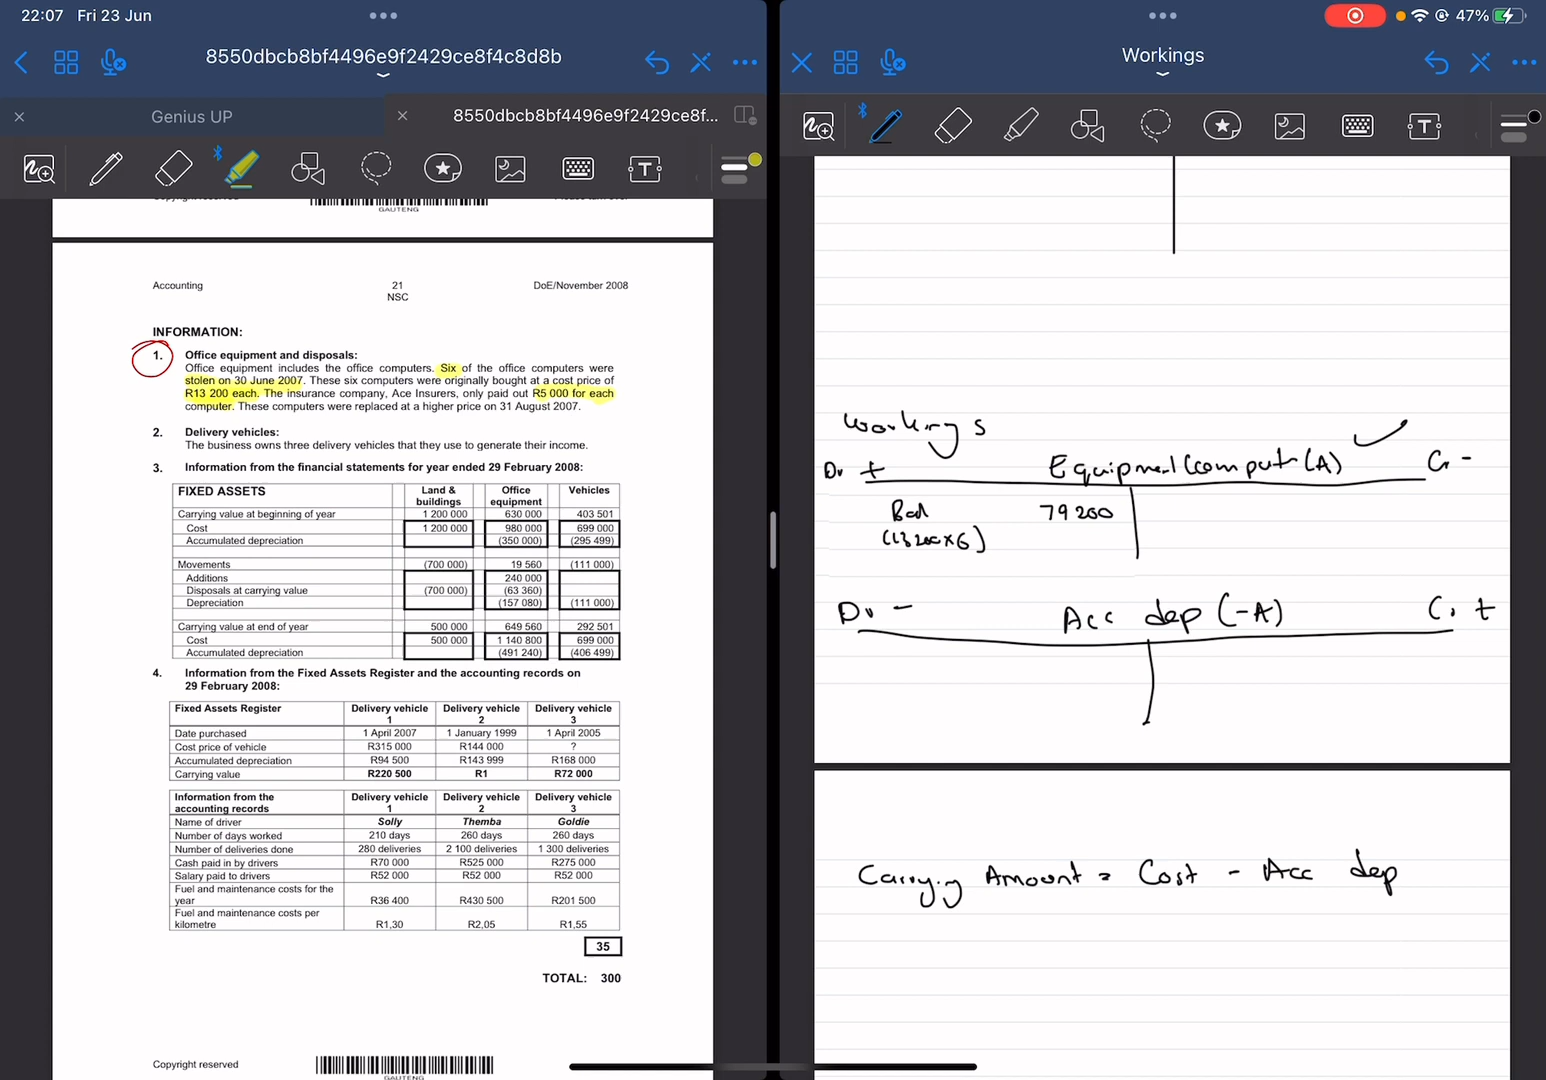 22:07 Fri 23 Jun
47%
8550dbcb8bf4496e9f2429ce8f4c8d8b
Workings
Genius UP
8550dbcb8bf4496e9f2429ce8f...
GAUTENG
Accounting 21 DoE/November 2008
NSC
INFORMATION:
1. Office equipment and disposals:
Office equipment includes the office computers. Six of the office computers were
stolen on 30 June 2007. These six computers were originally bought at a cost price of
R13 200 each. The insurance company, Ace Insurers, only paid out R5 000 for each
computer. These computers were replaced at a higher price on 31 August 2007.
2. Delivery vehicles:
The business owns three delivery vehicles that they use to generate their income.
3. Information from the financial statements for year ended 29 February 2008:
FIXED ASSETS Land & buildings Office equipment Vehicles
Carrying value at beginning of year 1 200 000 630 000 403 501
Cost 1 200 000 980 000 699 000
Accumulated depreciation (350 000) (295 499)
Movements (700 000) 19 560 (111 000)
Additions 240 000
Disposals at carrying value (700 000) (63 360)
Depreciation (157 080) (111 000)
Carrying value at end of year 500 000 649 560 292 501
Cost 500 000 1 140 800 699 000
Accumulated depreciation (491 240) (406 499)
4. Information from the Fixed Assets Register and the accounting records on
29 February 2008:
Fixed Assets Register Delivery vehicle 1 Delivery vehicle 2 Delivery vehicle 3
Date purchased 1 April 2007 1 January 1999 1 April 2005
Cost price of vehicle R315 000 R144 000 ?
Accumulated depreciation R94 500 R143 999 R168 000
Carrying value R220 500 R1 R72 000
Information from the accounting records Delivery vehicle 1 Delivery vehicle 2 Delivery vehicle 3
Name of driver Solly Themba Goldie
Number of days worked 210 days 260 days 260 days
Number of deliveries done 280 deliveries 2 100 deliveries 1 300 deliveries
Cash paid in by drivers R70 000 R525 000 R275 000
Salary paid to drivers R52 000 R52 000 R52 000
Fuel and maintenance costs for the year R36 400 R430 500 R201 500
Fuel and maintenance costs per kilometre R1,30 R2,05 R1,55
35
TOTAL: 300
Copyright reserved
GAUTENG
Workings
Dr + Equipment (comput (A) Cr -
Bal 79 200
(13200x6)
Dr - Acc dep (-A) Cr +
Carrying Amount = Cost - Acc dep